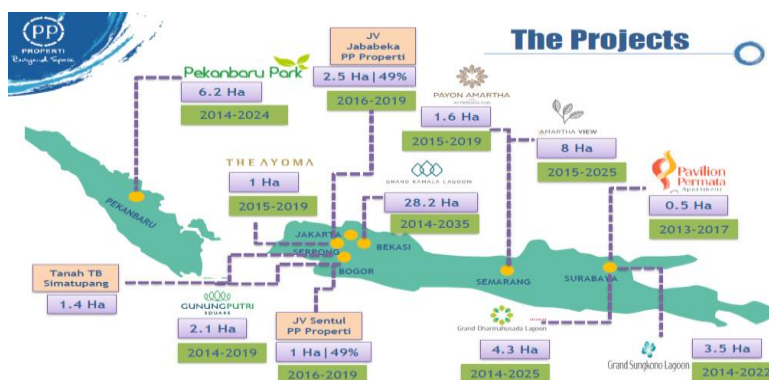 PP
PROPERTI
Beyond Space
The Projects
Pekanbaru Park
6.2 Ha
2014-2024
JV
Jababeka
PP Properti
2.5 Ha|49%
2016-2019
PAYON AMARTHA
1.6 Ha
2015-2019
AMARTHA VIEW
8 Ha
2015-2025
Pavilion
Permata
Apartment
0.5 Ha
2013-2017
THE AYOMA
1 Ha
2015-2019
GRAND KAMALA LAGOON
28.2 Ha
2014-2035
PEKANBARU
JAKARTA
SERPONG
BEKASI
BOGOR
SEMARANG
SURABAYA
Tanah TB
Simatupang
1.4 Ha
GUNUNGPUTRI
SQUARE
2.1 Ha
2014-2019
JV Sentul
PP Properti
1 Ha|49%
2016-2019
Grand Dharmahusada Lagoon
4.3 Ha
2014-2025
Grand Sungkono Lagoon
3.5 Ha
2014-2022